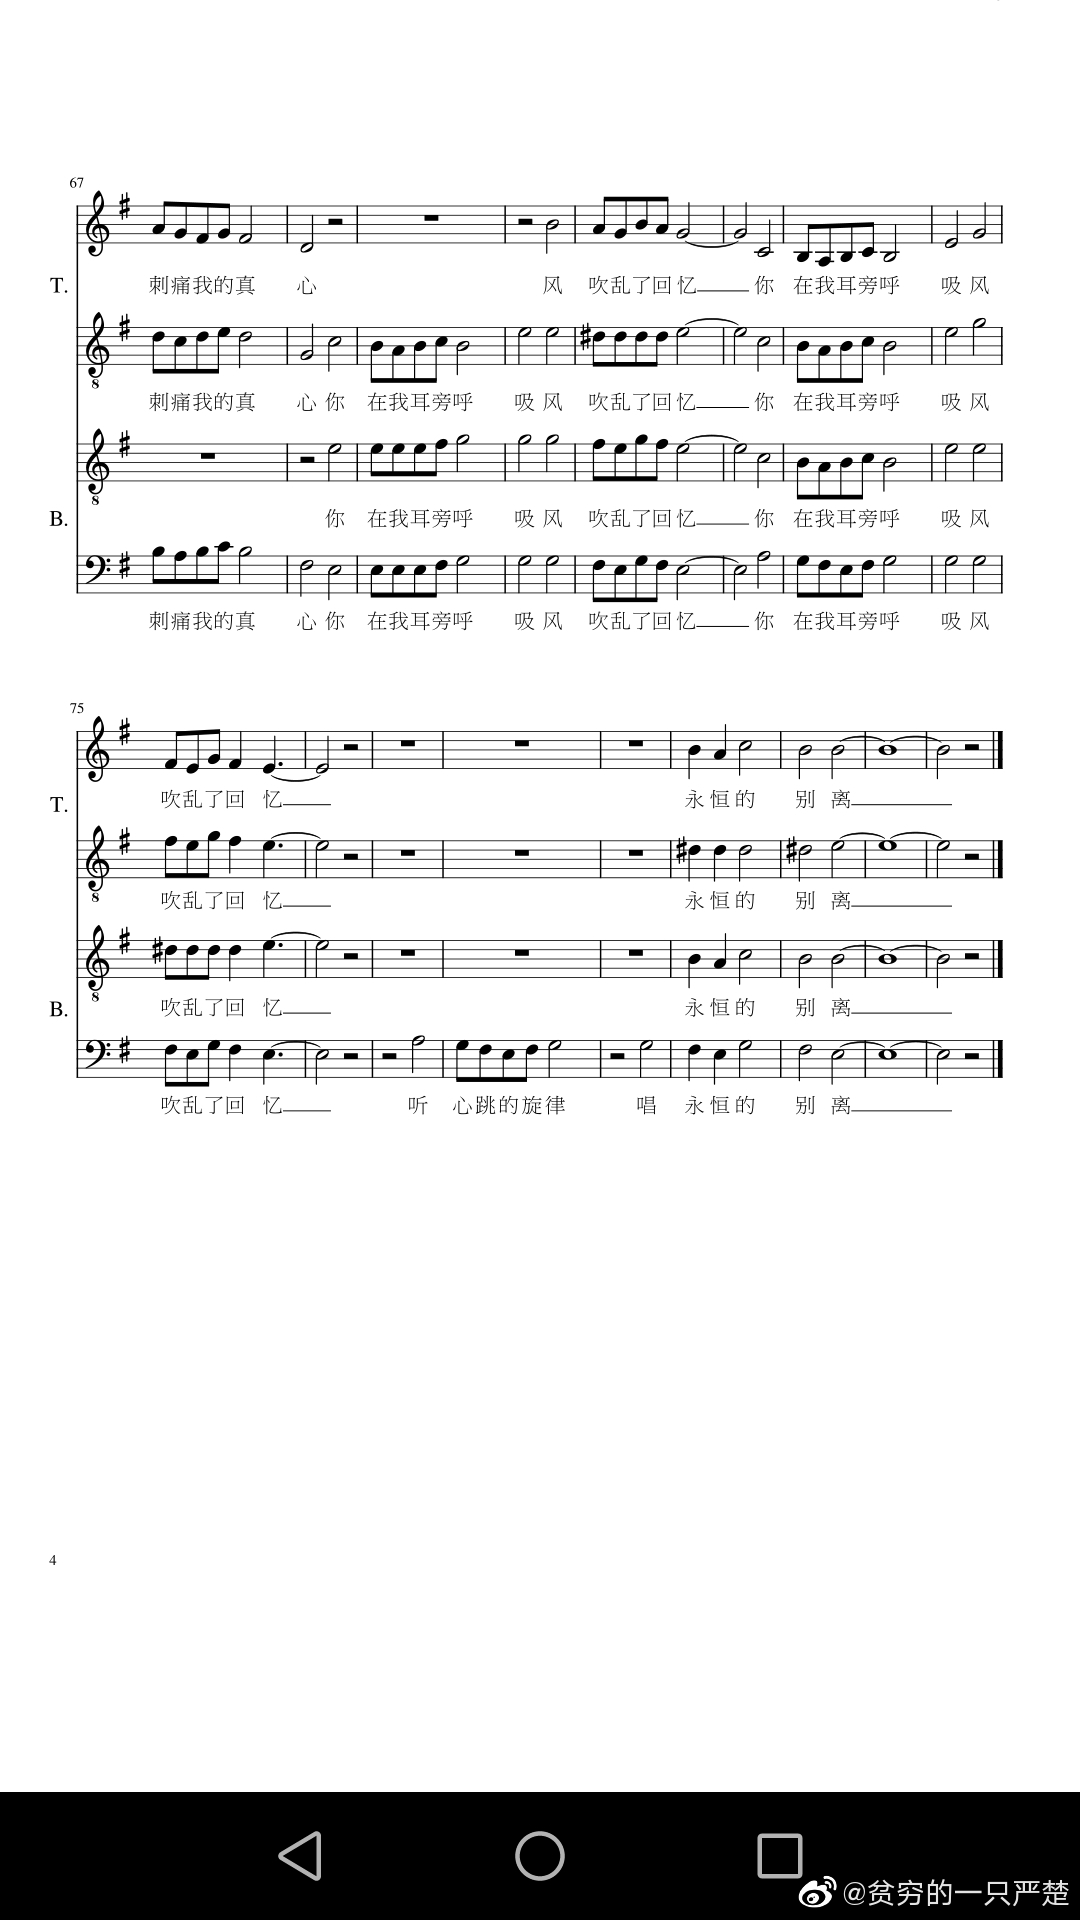 67
T.
刺痛我的真 心 风 吹乱了回忆 你 在我耳旁呼 吸 风
刺痛我的真 心 你 在我耳旁呼 吸 风 吹乱了回忆 你 在我耳旁呼 吸 风
B.
你 在我耳旁呼 吸 风 吹乱了回忆 你 在我耳旁呼 吸 风
刺痛我的真 心 你 在我耳旁呼 吸 风 吹乱了回忆 你 在我耳旁呼 吸 风
75
T.
吹乱了回 忆 永恒的 别 离
吹乱了回 忆 永恒的 别 离
B.
吹乱了回 忆 永恒的 别 离
吹乱了回 忆 听 心跳的旋律 唱 永恒的 别 离
4
@贫穷的一只严楚